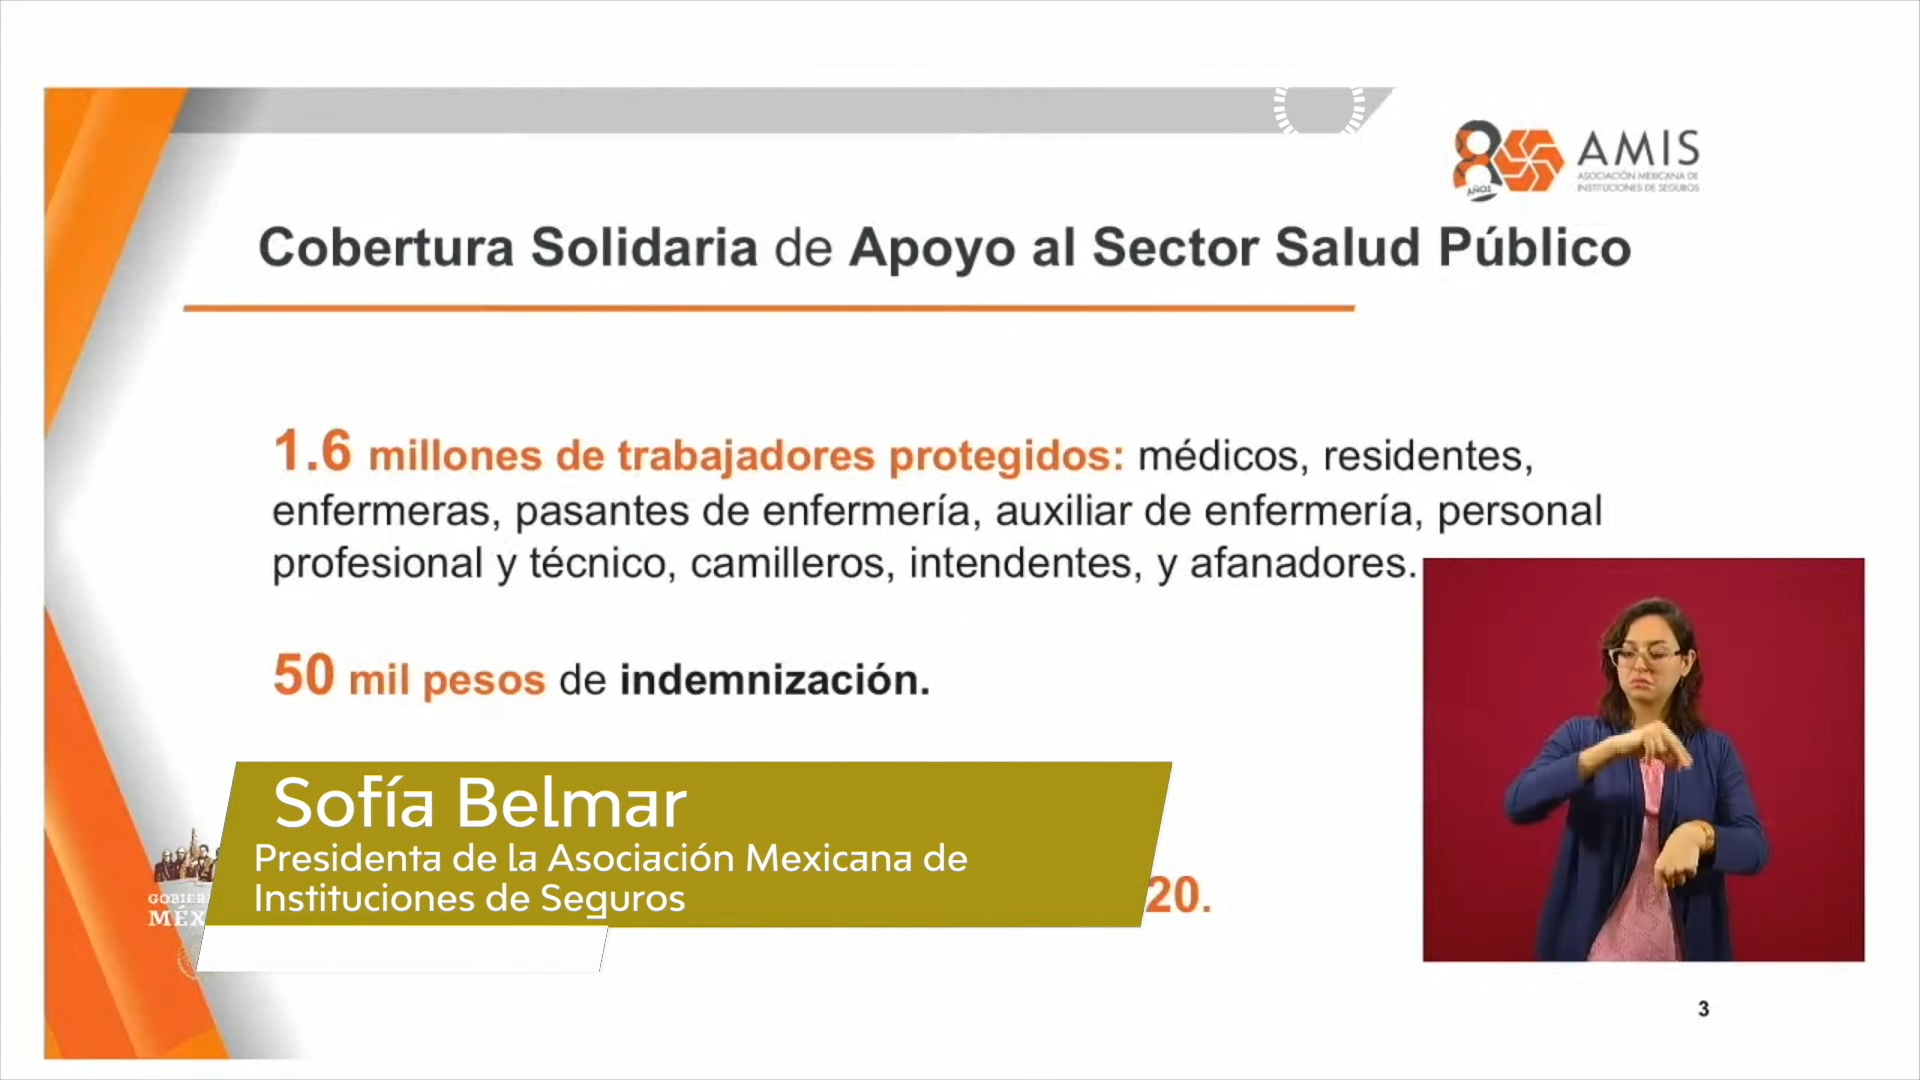 AMIS
ASOCIACIÓN MEXICANA DE
INSTITUCIONES DE SEGUROS
80
AÑOS
Cobertura Solidaria de Apoyo al Sector Salud Público
1.6 millones de trabajadores protegidos: médicos, residentes,
enfermeras, pasantes de enfermería, auxiliar de enfermería, personal
profesional y técnico, camilleros, intendentes, y afanadores.
50 mil pesos de indemnización.
Sofía Belmar
Presidenta de la Asociación Mexicana de
Instituciones de Seguros
20.
3